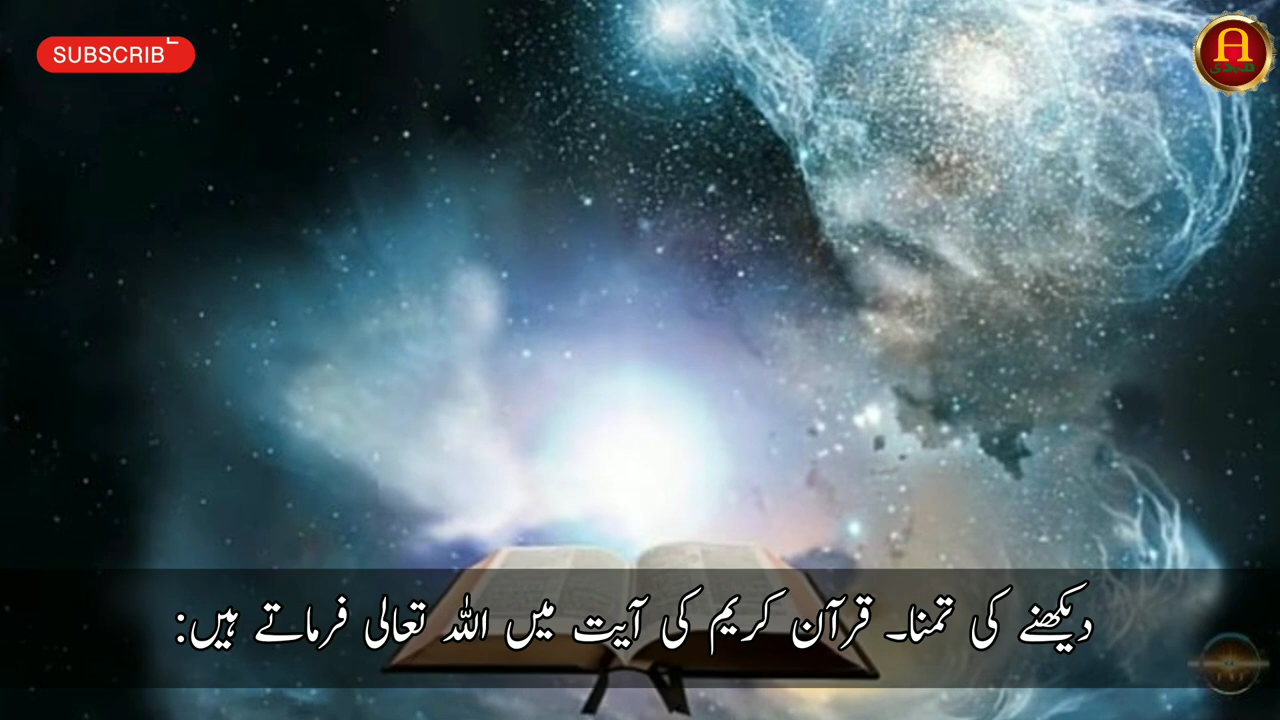 SUBSCRIB
A
دیکھنے کی تمنا۔ قرآن کریم کی آیت میں اللہ تعالی فرماتے ہیں: